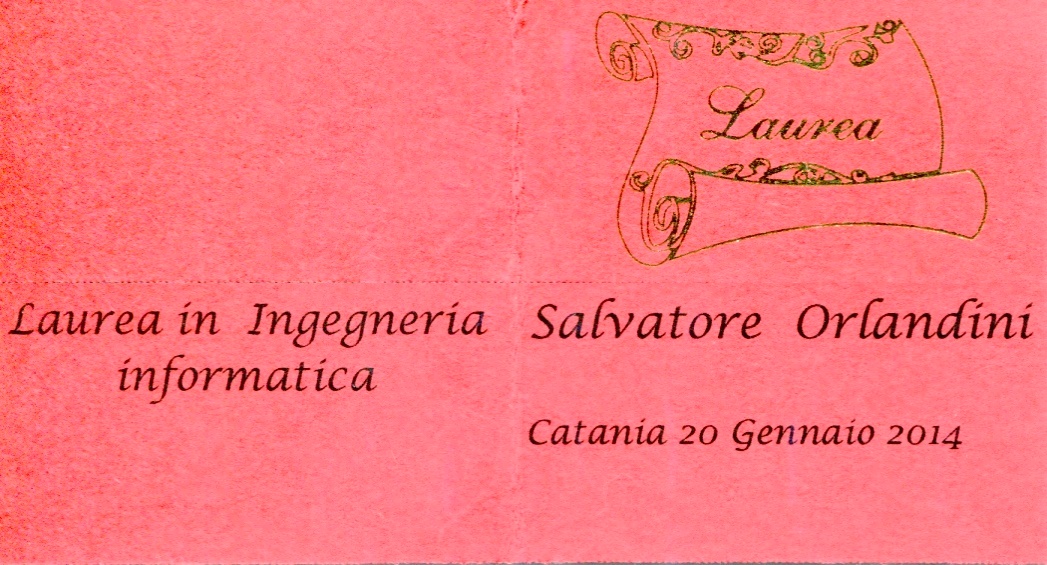 Laurea
Laurea in Ingegneria
informatica
Salvatore Orlandini
Catania 20 Gennaio 2014